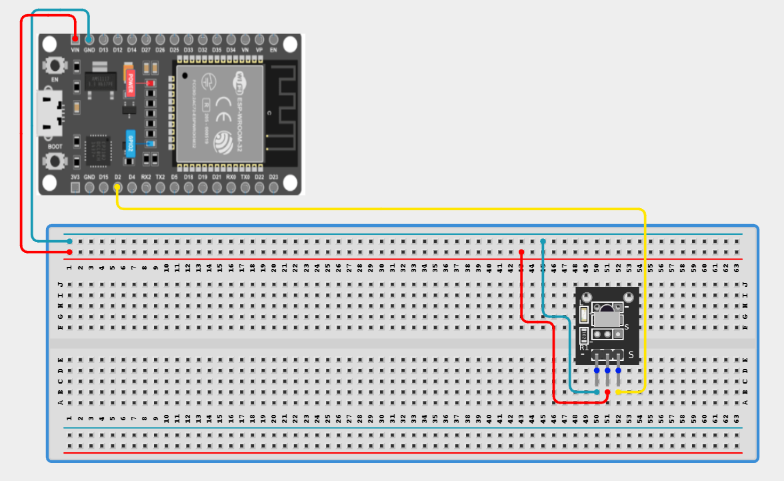 VIN GND D13 D12 D14 D27 D26 D25 D33 D32 D35 D34 VN VP EN
EN
POWER
WiFi
CE
ESP-WROOM-32
GPIO2
BOOT
3V3 GND D15 D2 D4 RX2 TX2 D5 D18 D19 D21 RX0 TX0 D22 D23
1 2 3 4 5 6 7 8 9 10 11 12 13 14 15 16 17 18 19 20 21 22 23 24 25 26 27 28 29 30 31 32 33 34 35 36 37 38 39 40 41 42 43 44 45 46 47 48 49 50 51 52 53 54 55 56 57 58 59 60 61 62 63
J J
I I
H H
G G
F F
-
S
R1
- S
E E
D D
C C
B B
A A
1 2 3 4 5 6 7 8 9 10 11 12 13 14 15 16 17 18 19 20 21 22 23 24 25 26 27 28 29 30 31 32 33 34 35 36 37 38 39 40 41 42 43 44 45 46 47 48 49 50 51 52 53 54 55 56 57 58 59 60 61 62 63